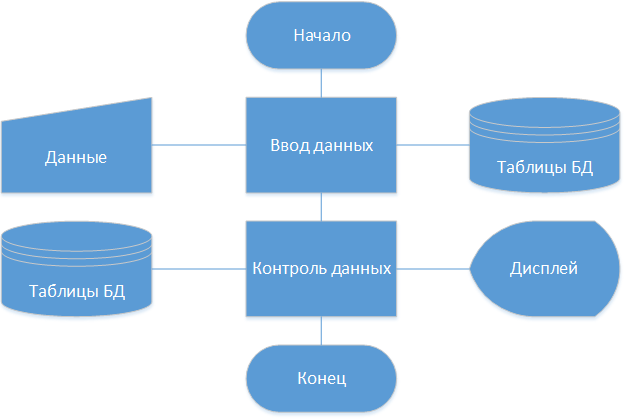 Начало
Данные
Ввод данных
Таблицы БД
Таблицы БД
Контроль данных
Дисплей
Конец